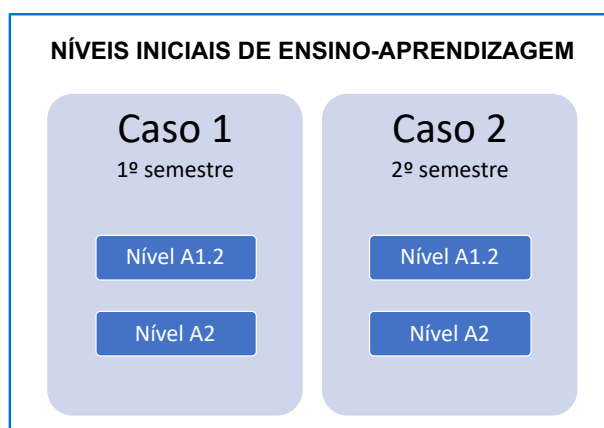 NÍVEIS INICIAIS DE ENSINO-APRENDIZAGEM
Caso 1
1º semestre
Nível A1.2
Nível A2
Caso 2
2º semestre
Nível A1.2
Nível A2